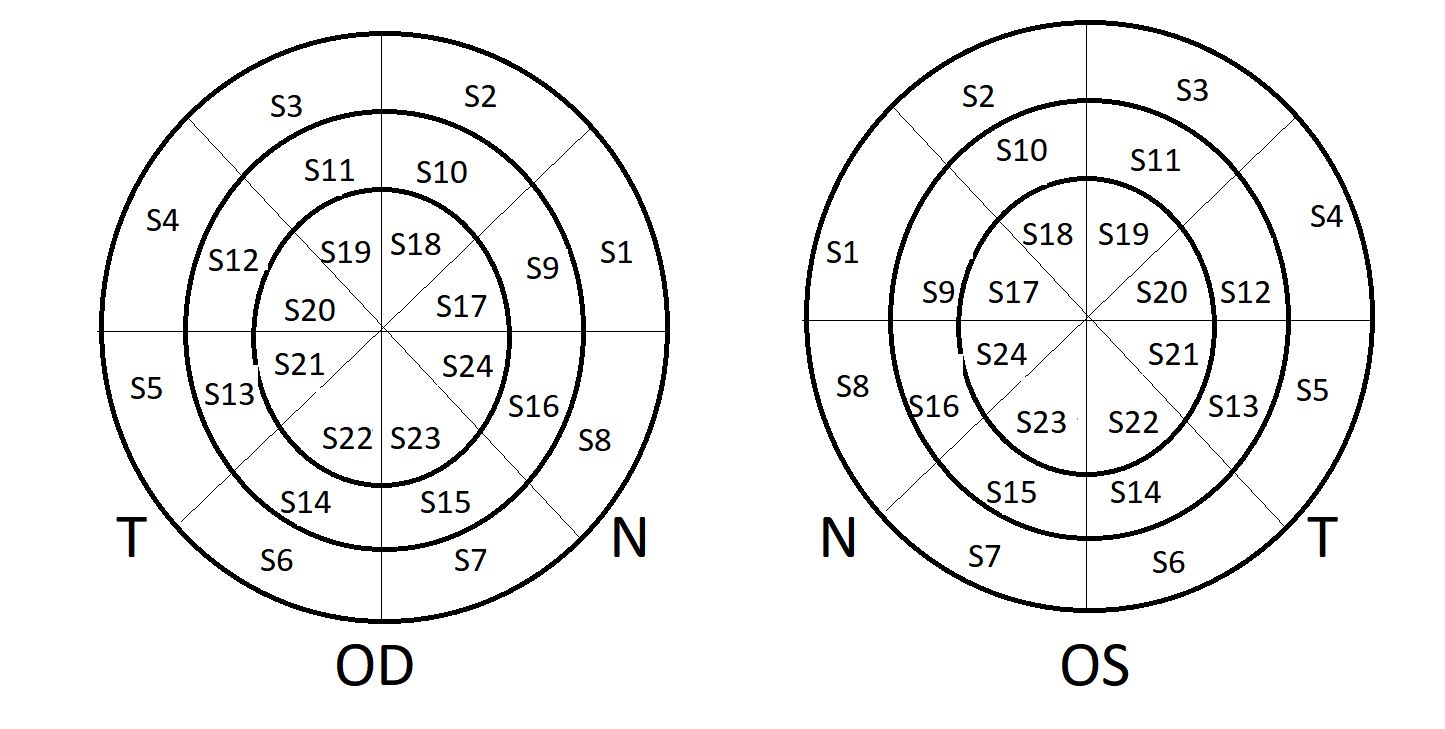 S3 S2
S11 S10
S4
S12 S19 S18 S9 S1
S20 S17
S5 S13 S21 S24 S16 S8
S22 S23
S14 S15
S6 S7
T N
OD
S2 S3
S10 S11
S1 S4
S18 S19
S9 S17 S20 S12
S8 S24 S21 S5
S16 S23 S22 S13
S15 S14
S7 S6
N T
OS